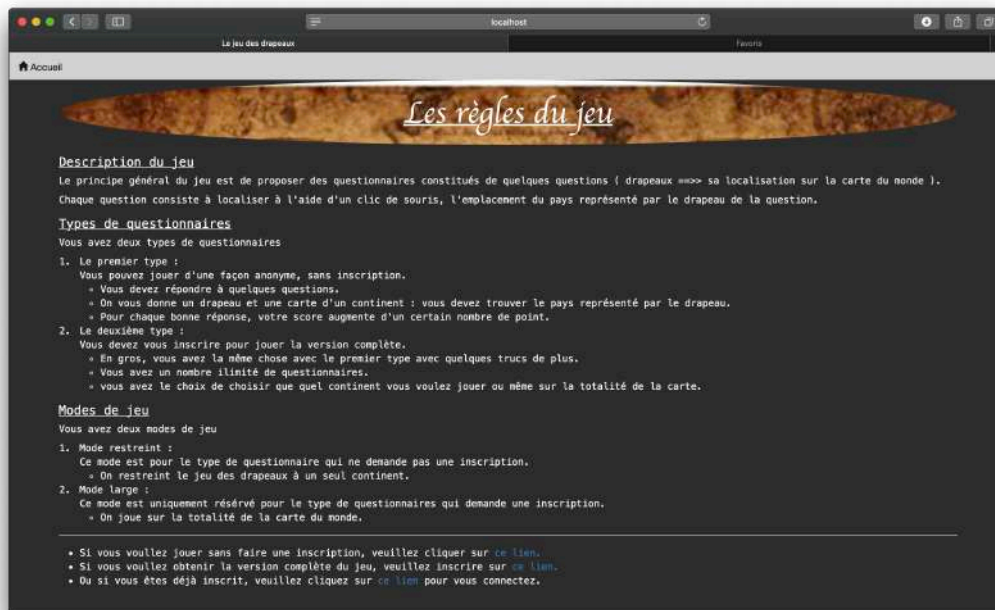 localhost
Le jeu des drapeaux
Favoris
Accueil
Les règles du jeu
Description du jeu
Le principe général du jeu est de proposer des questionnaires constitués de quelques questions ( drapeaux ==>> sa localisation sur la carte du monde ).
Chaque question consiste à localiser à l'aide d'un clic de souris, l'emplacement du pays représenté par le drapeau de la question.
Types de questionnaires
Vous avez deux types de questionnaires
1. Le premier type :
Vous pouvez jouer d'une façon anonyme, sans inscription.
◦ Vous devez répondre à quelques questions.
◦ On vous donne un drapeau et une carte d'un continent : vous devez trouver le pays représenté par le drapeau.
◦ Pour chaque bonne réponse, votre score augmente d'un certain nombre de point.
2. Le deuxième type :
Vous devez vous inscrire pour jouer la version complète.
◦ En gros, vous avez la même chose avec le premier type avec quelques trucs de plus.
◦ Vous avez un nombre ilimité de questionnaires.
◦ vous avez le choix de choisir que quel continent vous voulez jouer ou même sur la totalité de la carte.
Modes de jeu
Vous avez deux modes de jeu
1. Mode restreint :
Ce mode est pour le type de questionnaire qui ne demande pas une inscription.
◦ On restreint le jeu des drapeaux à un seul continent.
2. Mode large :
Ce mode est uniquement résérvé pour le type de questionnaires qui demande une inscription.
◦ On joue sur la totalité de la carte du monde.
• Si vous voullez jouer sans faire une inscription, veuillez cliquer sur ce lien.
• Si vous voullez obtenir la version complète du jeu, veuillez inscrire sur ce lien.
• Ou si vous êtes déjà inscrit, veuillez cliquez sur ce lien pour vous connectez.